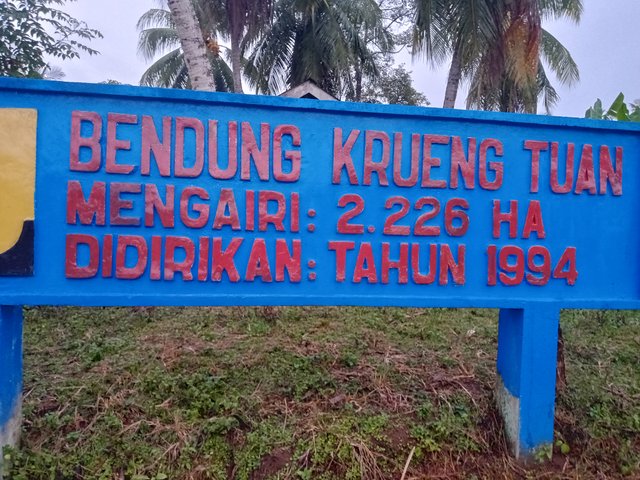 BENDUNG KRUENG TUAN
MENGAIRI: 2.226 HA
DIDIRIKAN: TAHUN 1994